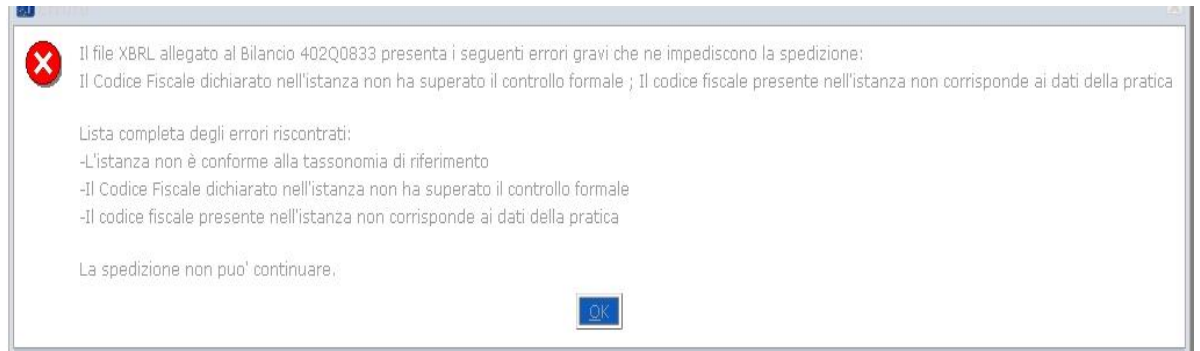 Il file XBRL allegato al Bilancio 402Q0833 presenta i seguenti errori gravi che ne impediscono la spedizione:
Il Codice Fiscale dichiarato nell'istanza non ha superato il controllo formale ; Il codice fiscale presente nell'istanza non corrisponde ai dati della pratica
Lista completa degli errori riscontrati:
-L'istanza non è conforme alla tassonomia di riferimento
-Il Codice Fiscale dichiarato nell'istanza non ha superato il controllo formale
-Il codice fiscale presente nell'istanza non corrisponde ai dati della pratica
La spedizione non puo' continuare.
OK